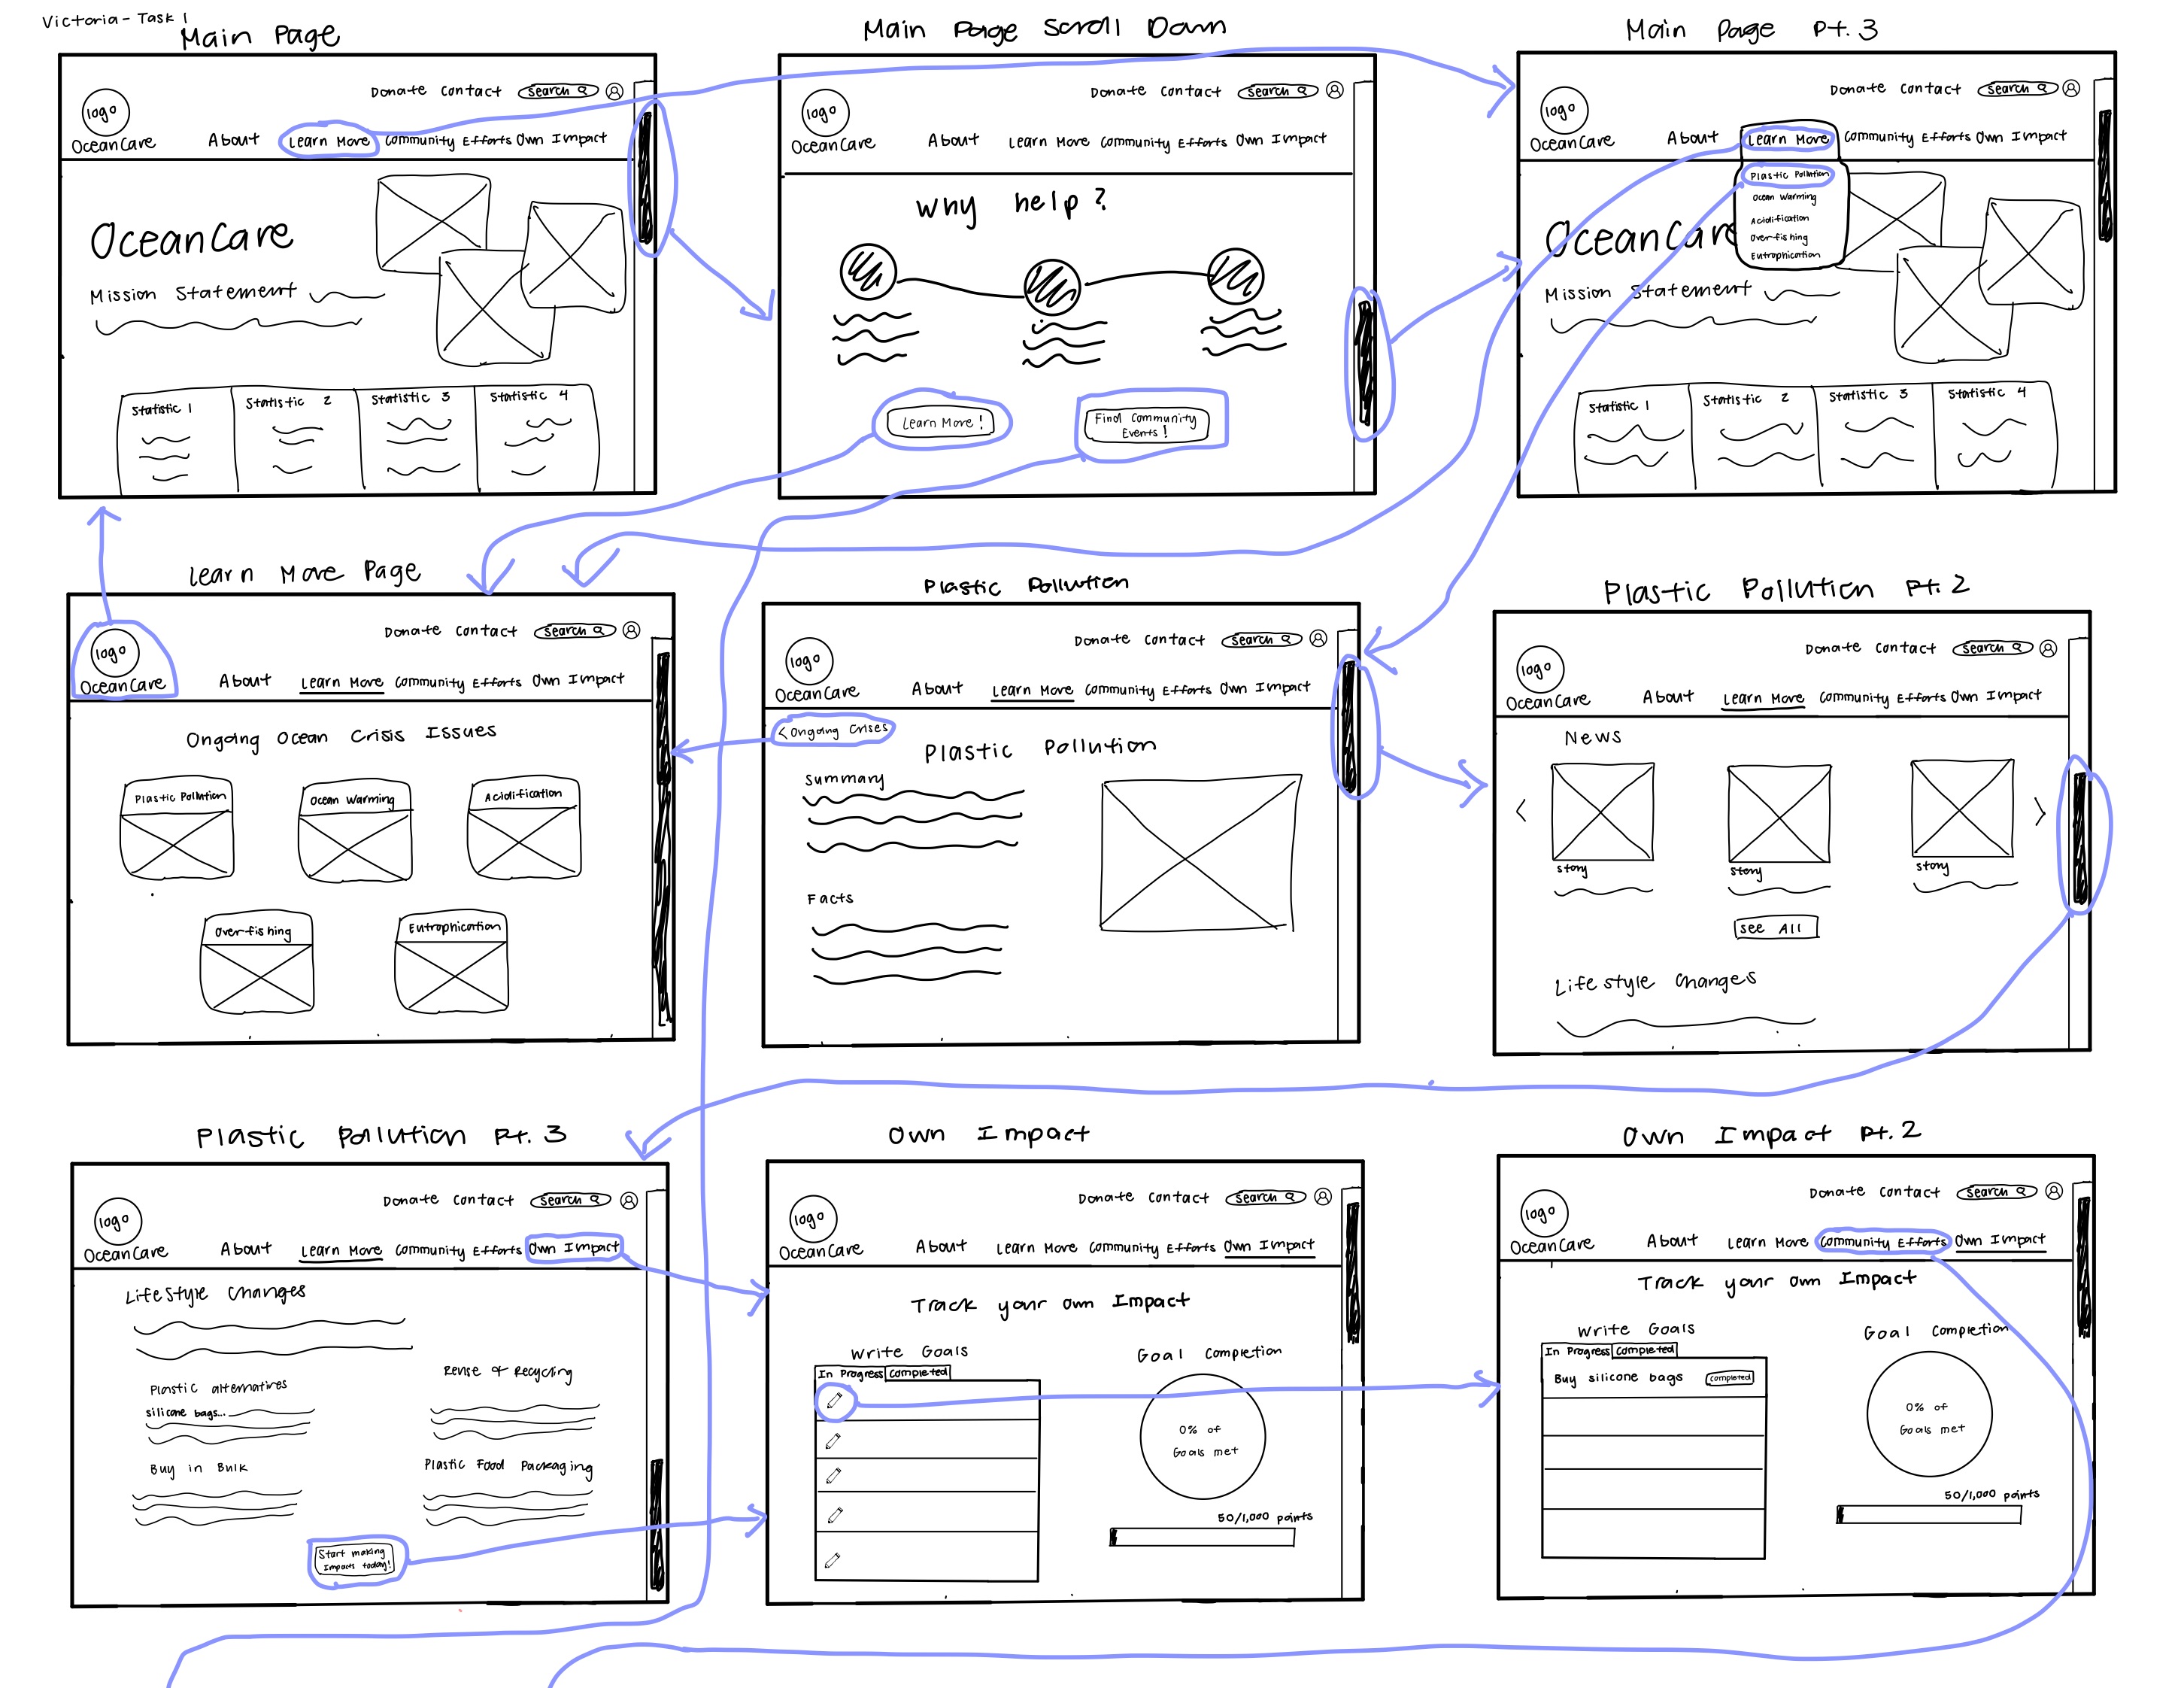 Victoria - Task 1
Main Page
Donate Contact Search
logo
OceanCare
About Learn More Community Efforts Own Impact
OceanCare
Mission Statement
Statistic 1 Statistic 2 Statistic 3 Statistic 4
Main Page Scroll Down
Donate Contact Search
logo
OceanCare
About Learn More Community Efforts Own Impact
Why help?
Learn More!
Find Community
Events!
Main Page Pt. 3
Donate Contact Search
logo
OceanCare
About Learn More Community Efforts Own Impact
Plastic Pollution
Ocean Warming
Acidification
Overfishing
Eutrophication
OceanCare
Mission Statement
Statistic 1 Statistic 2 Statistic 3 Statistic 4
Learn More Page
Donate Contact Search
logo
OceanCare
About Learn More Community Efforts Own Impact
Ongoing Ocean Crisis Issues
Plastic Pollution Ocean Warming Acidification
Overfishing Eutrophication
Plastic Pollution
Donate Contact Search
logo
OceanCare
About Learn More Community Efforts Own Impact
< Ongoing Crises
Plastic Pollution
Summary
Facts
Plastic Pollution Pt. 2
Donate Contact Search
logo
OceanCare
About Learn More Community Efforts Own Impact
News
< >
Story Story Story
See All
Lifestyle Changes
Plastic Pollution Pt. 3
Donate Contact Search
logo
OceanCare
About Learn More Community Efforts Own Impact
Lifestyle Changes
Plastic alternatives
silicone bags...
Reuse & Recycling
Buy in Bulk
Plastic Food Packaging
Start making
Impacts today!
Own Impact
Donate Contact Search
logo
OceanCare
About Learn More Community Efforts Own Impact
Track your own Impact
Write Goals
In Progress Completed
Goal Completion
0% of
Goals met
50/1,000 points
Own Impact Pt. 2
Donate Contact Search
logo
OceanCare
About Learn More Community Efforts Own Impact
Track your own Impact
Write Goals
In Progress Completed
Buy silicone bags Completed
Goal Completion
0% of
Goals met
50/1,000 points